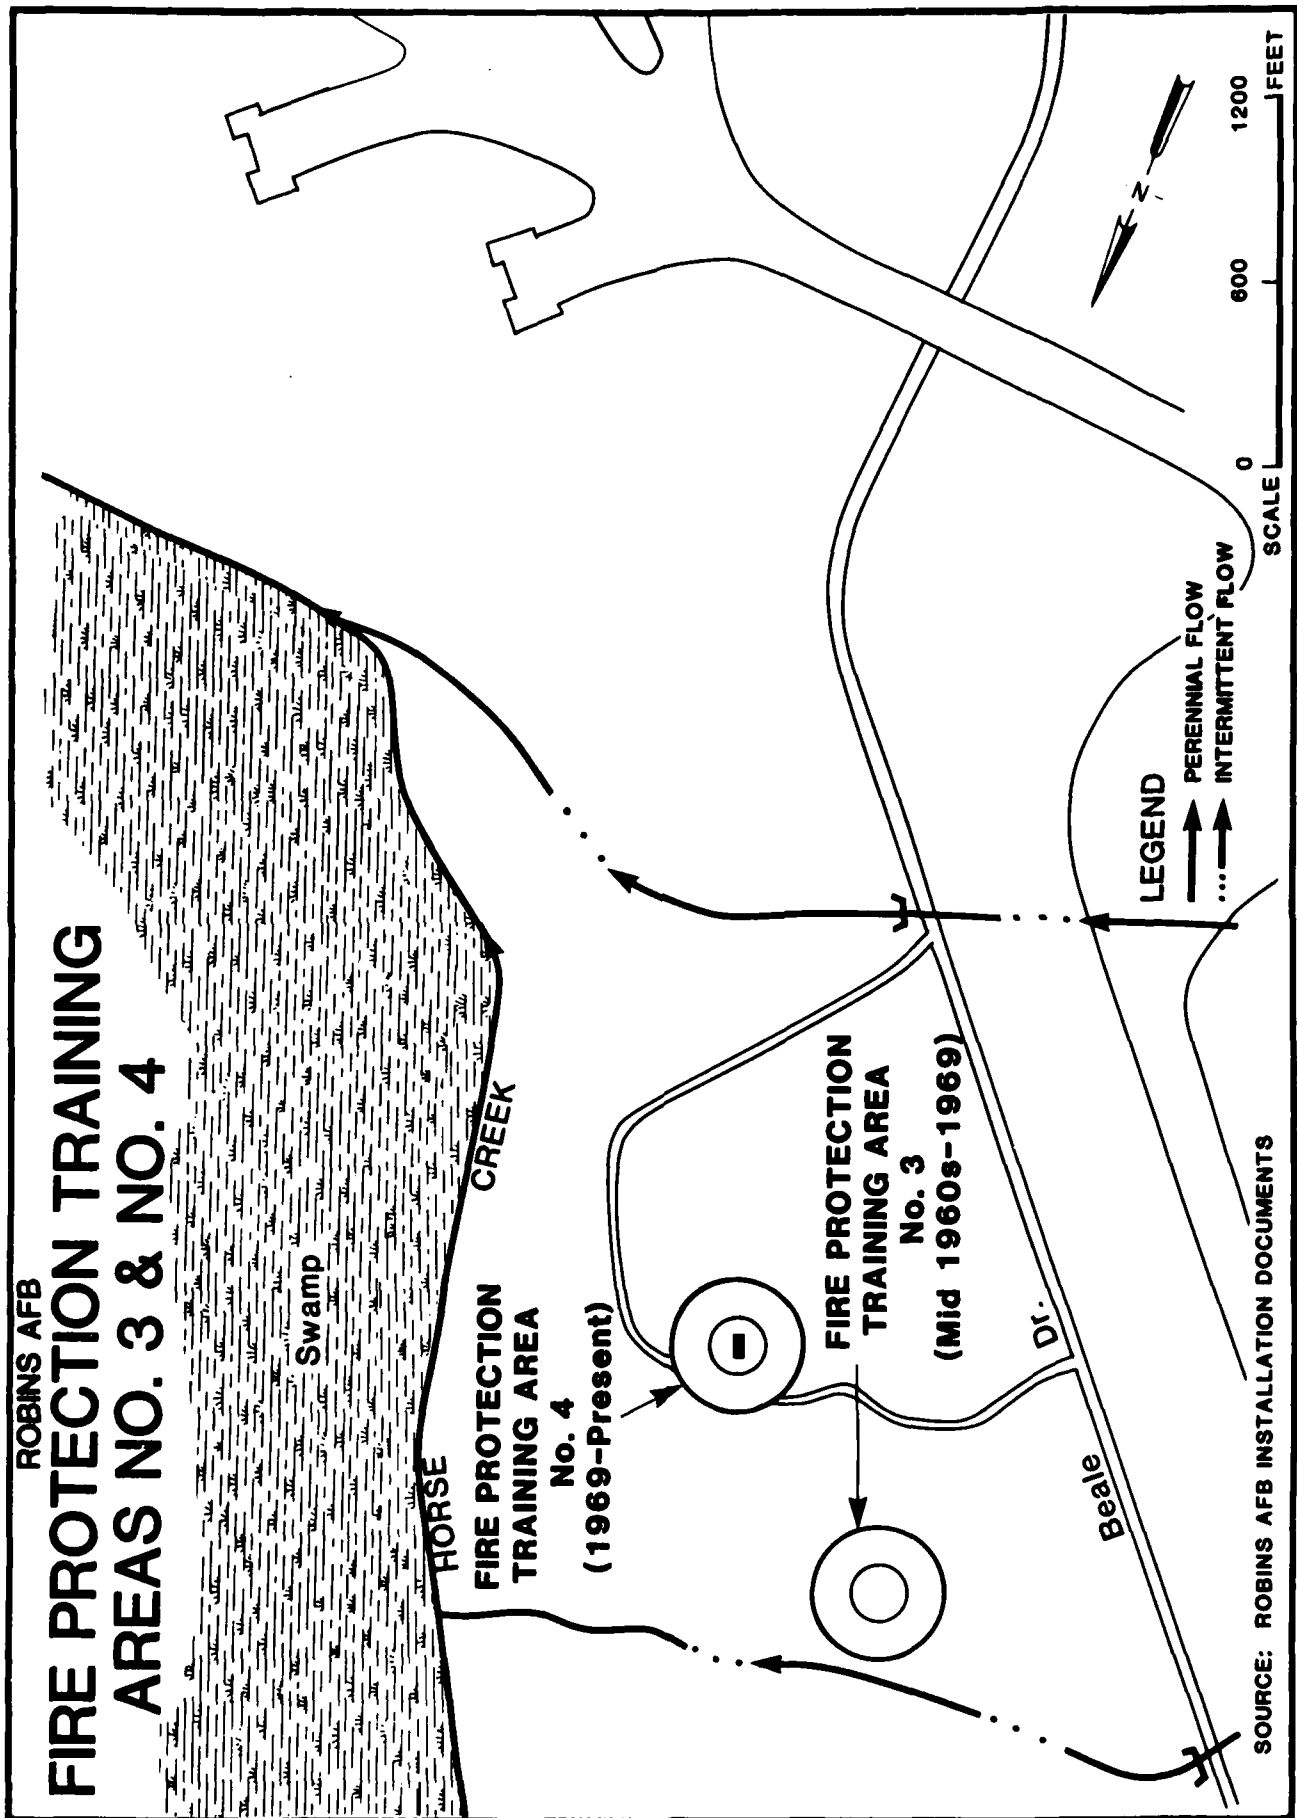 ROBINS AFB
FIRE PROTECTION TRAINING
AREAS NO. 3 & NO. 4
Swamp
HORSE
CREEK
FIRE PROTECTION
TRAINING AREA
No. 4
(1969-Present)
FIRE PROTECTION
TRAINING AREA
No. 3
(Mid 1960s-1969)
Beale
Dr.
N
LEGEND
PERENNIAL FLOW
INTERMITTENT FLOW
SCALE
0
600
1200
FEET
SOURCE: ROBINS AFB INSTALLATION DOCUMENTS